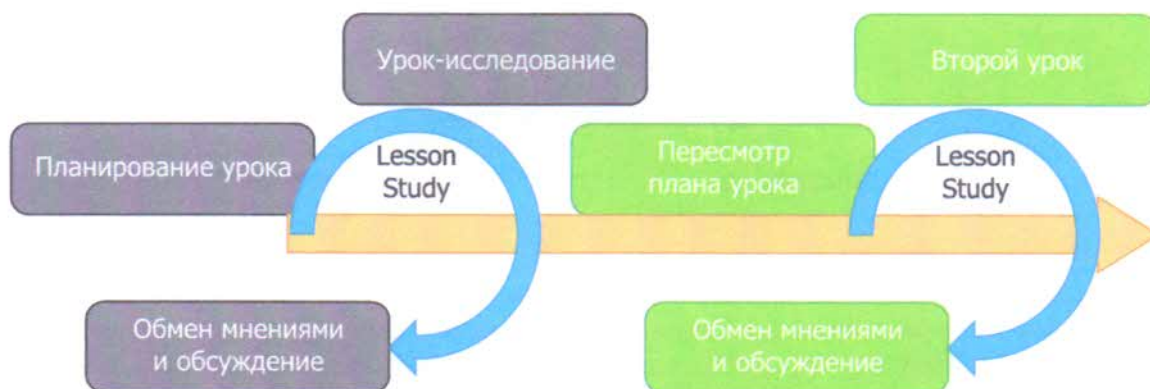 Урок-исследование
Второй урок
Планирование урока
Lesson
Study
Пересмотр
плана урока
Lesson
Study
Обмен мнениями
и обсуждение
Обмен мнениями
и обсуждение